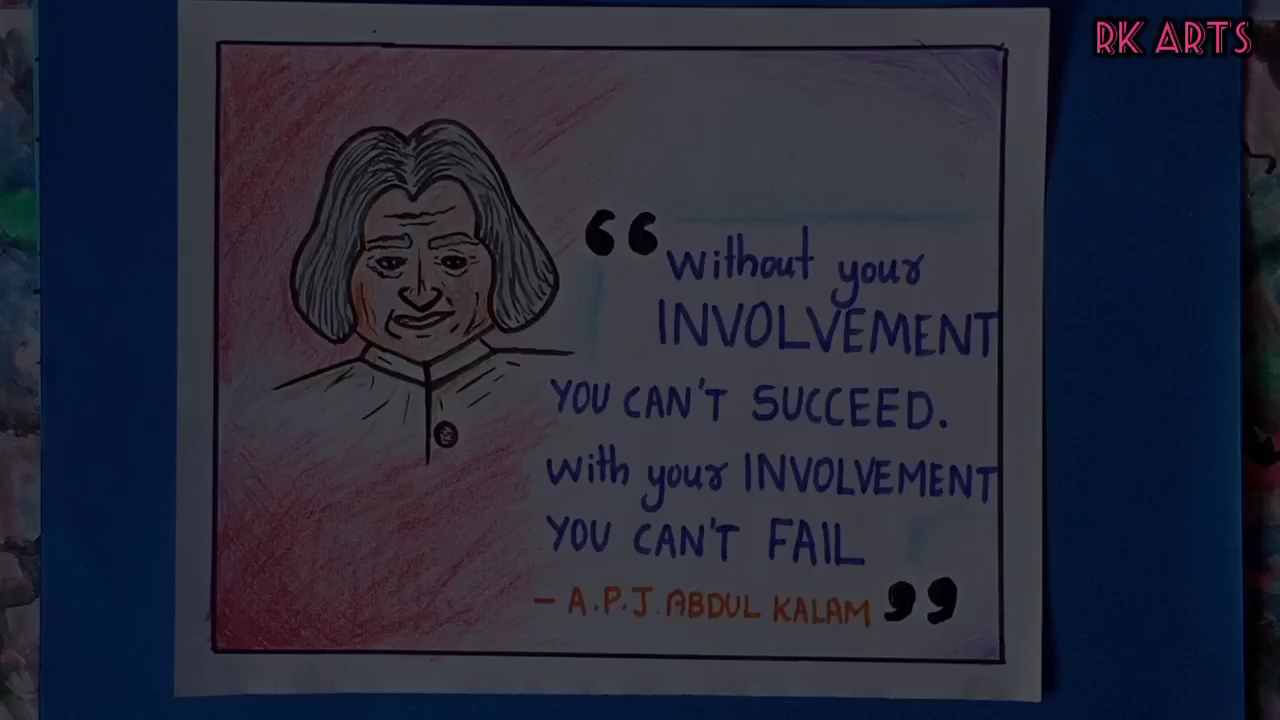 RK ARTS
“ Without your
INVOLVEMENT
YOU CAN'T SUCCEED.
With your INVOLVEMENT
YOU CAN'T FAIL
- A.P.J. ABDUL KALAM ”